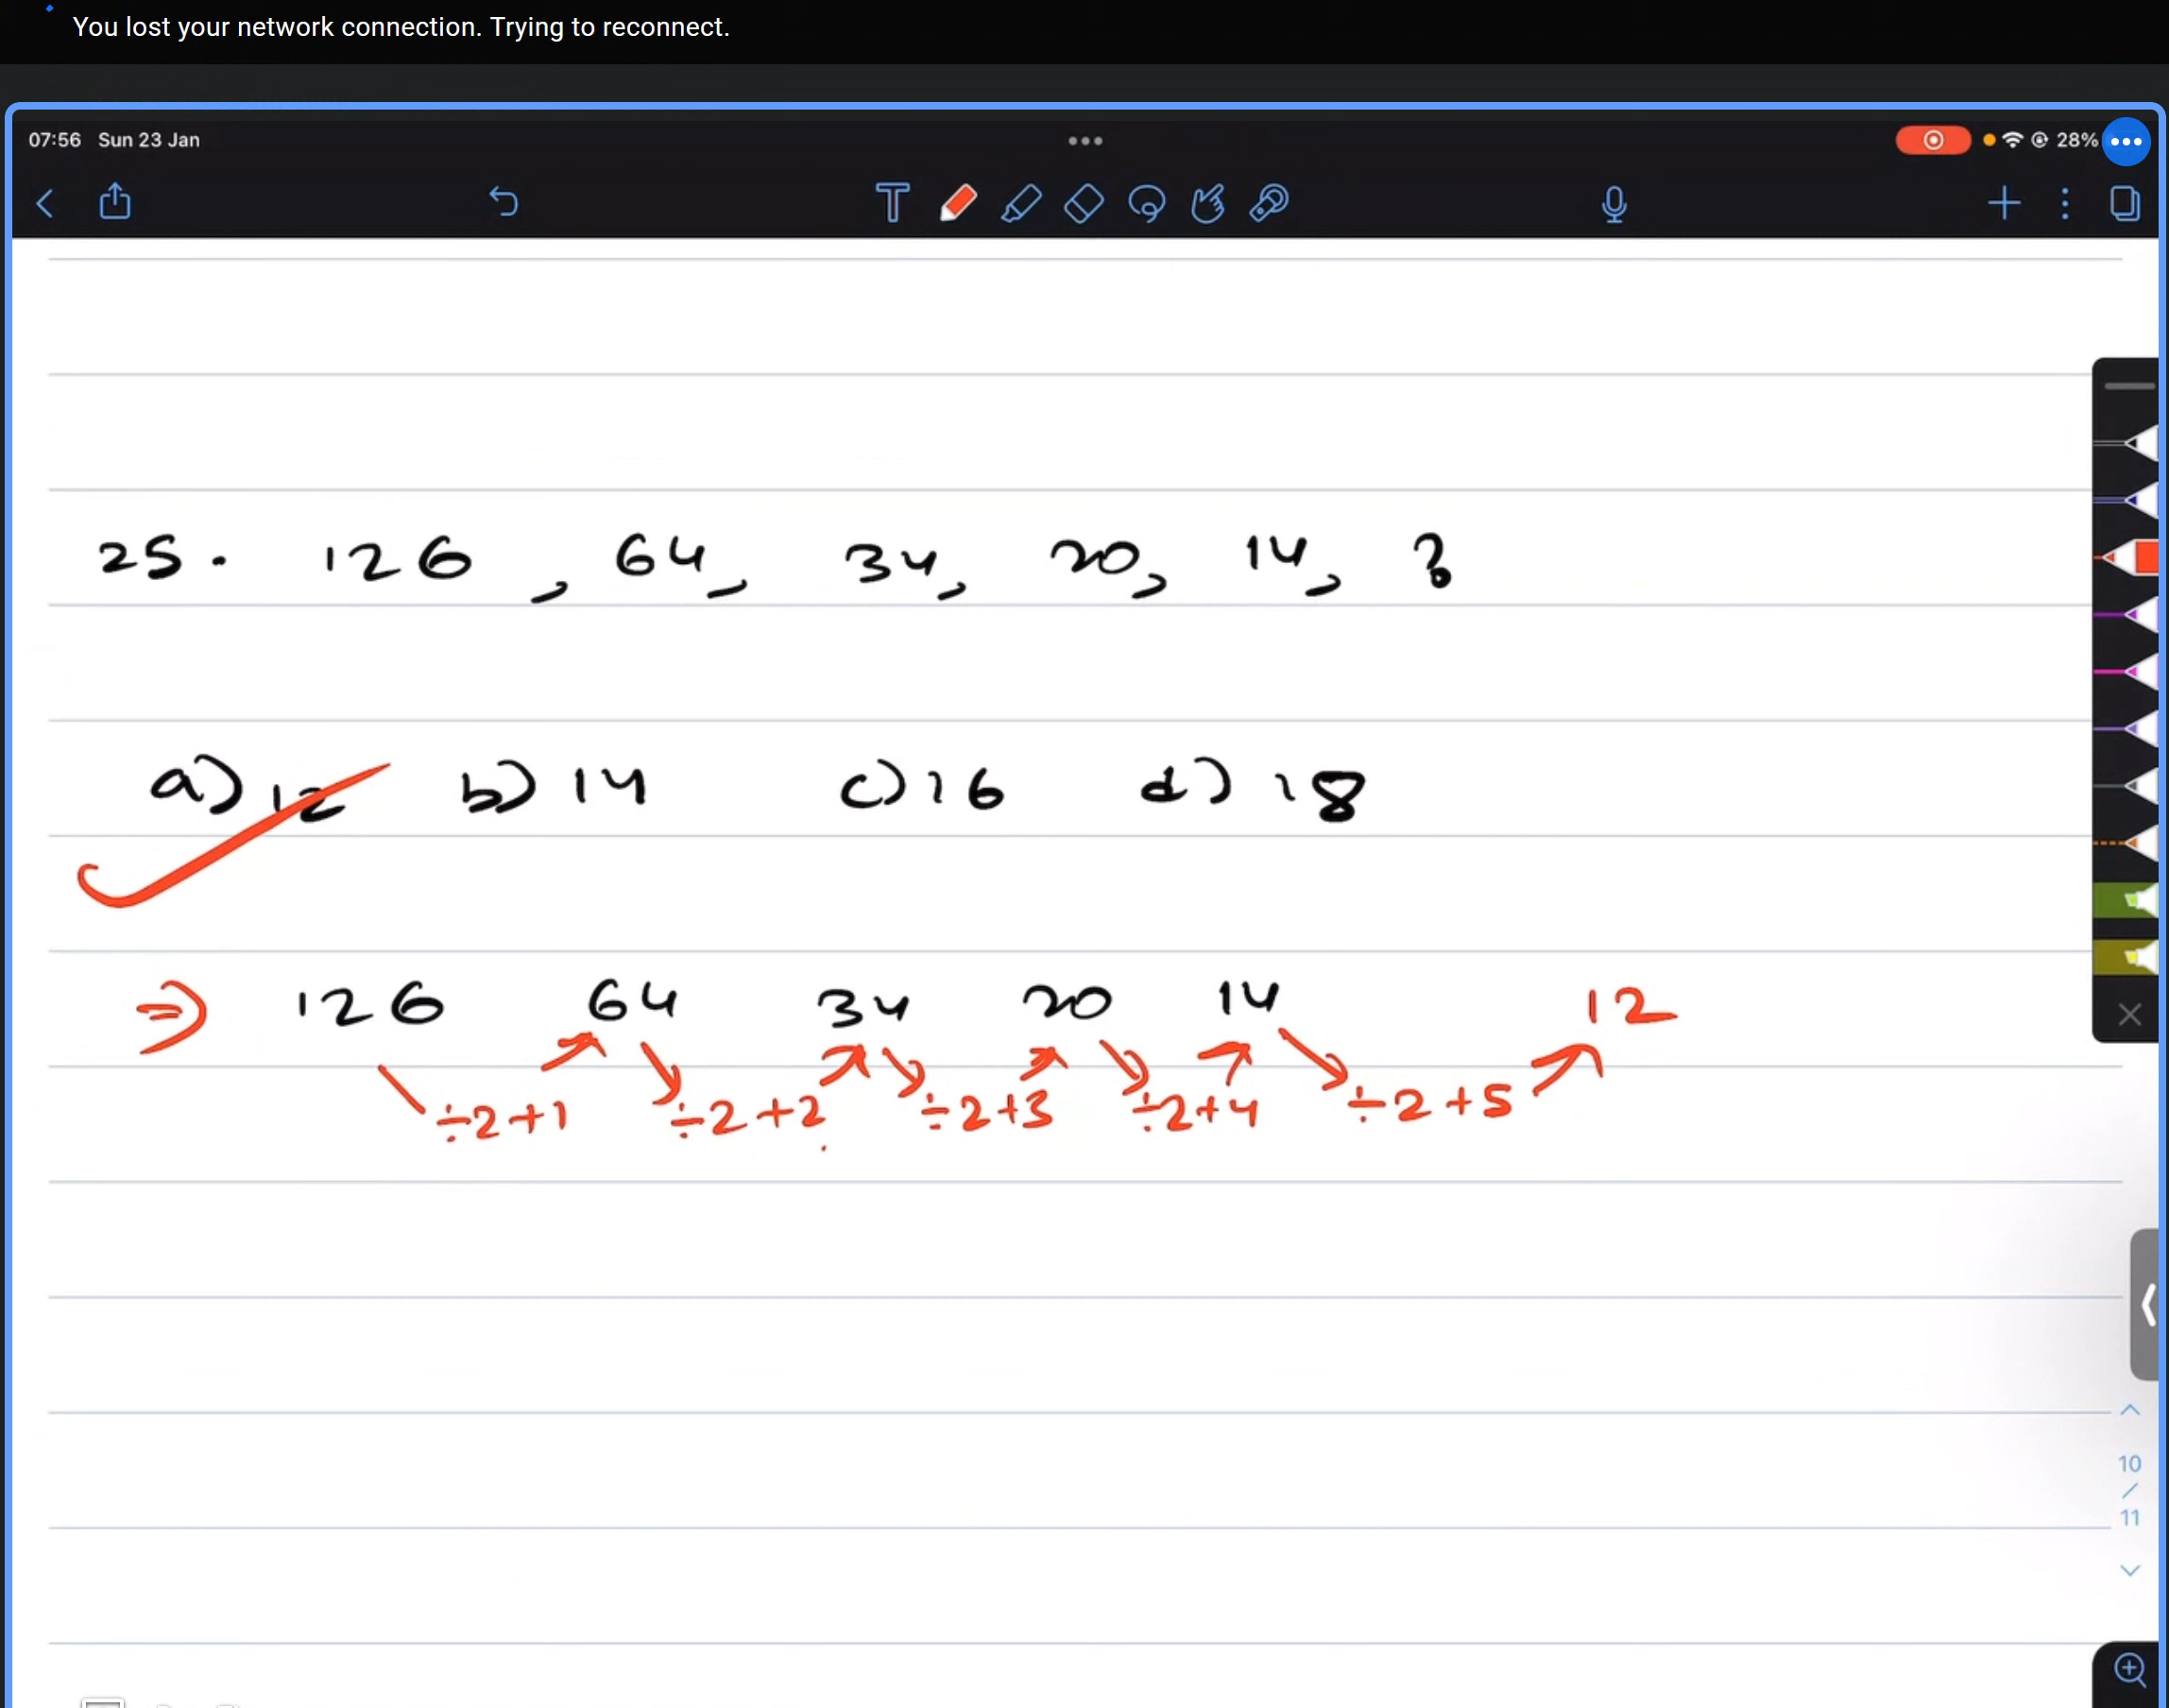 You lost your network connection. Trying to reconnect.
07:56 Sun 23 Jan
28%
25. 126, 64, 34, 20, 14, ?
a) 12 b) 14 c) 16 d) 18
⇒ 126 64 34 20 14 12
÷2+1 ÷2+2 ÷2+3 ÷2+4 ÷2+5
10
/
11